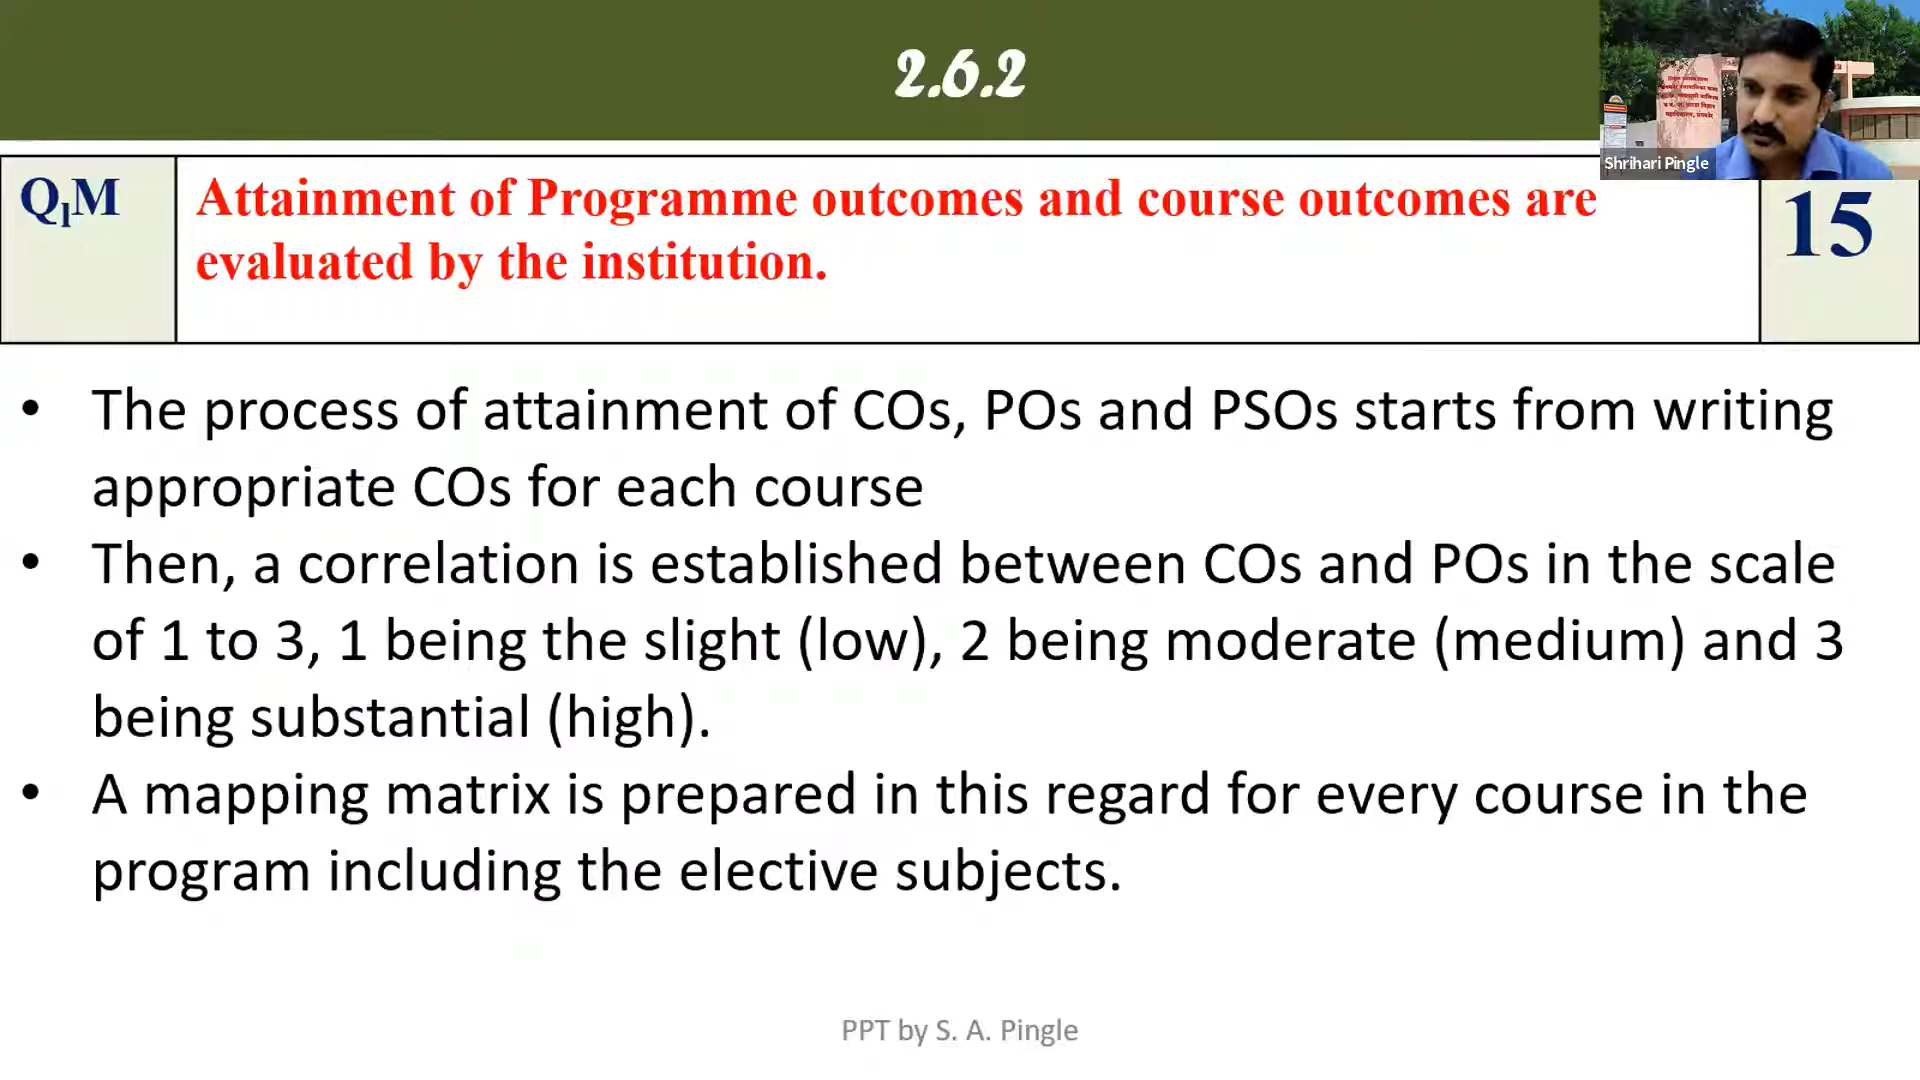 2.6.2
QlM
Attainment of Programme outcomes and course outcomes are
evaluated by the institution.
15
Shrihari Pingle
• The process of attainment of COs, POs and PSOs starts from writing
appropriate COs for each course
• Then, a correlation is established between COs and POs in the scale
of 1 to 3, 1 being the slight (low), 2 being moderate (medium) and 3
being substantial (high).
• A mapping matrix is prepared in this regard for every course in the
program including the elective subjects.
PPT by S. A. Pingle